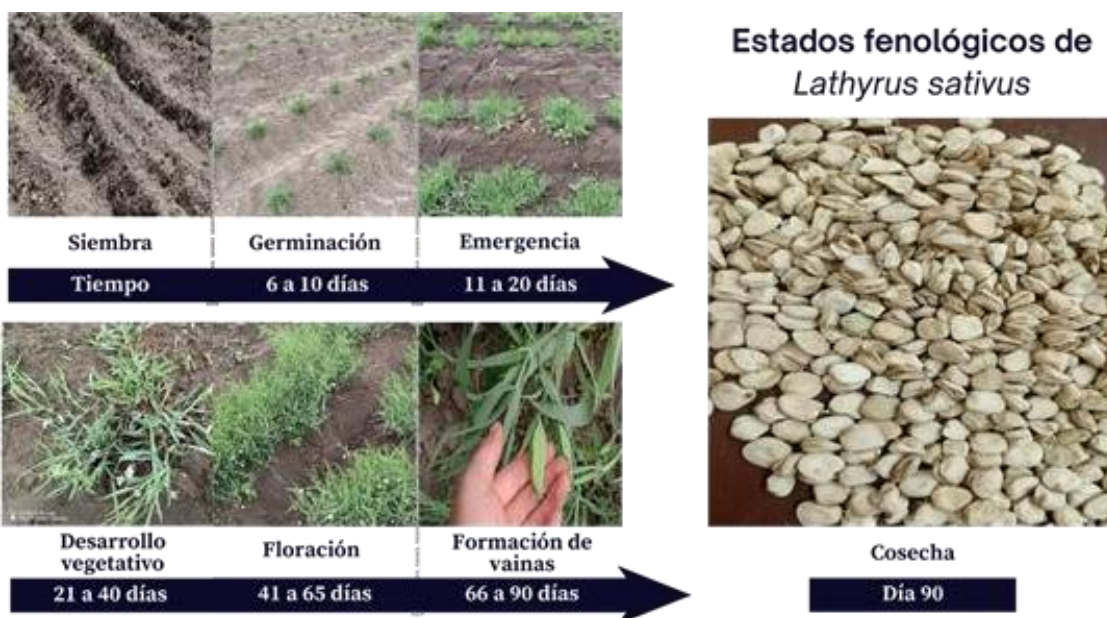 Estados fenológicos de
Lathyrus sativus
Siembra
Germinación
Emergencia
Tiempo
6 a 10 días
11 a 20 días
Desarrollo
vegetativo
Floración
Formación de
vainas
21 a 40 días
41 a 65 días
66 a 90 días
Cosecha
Día 90